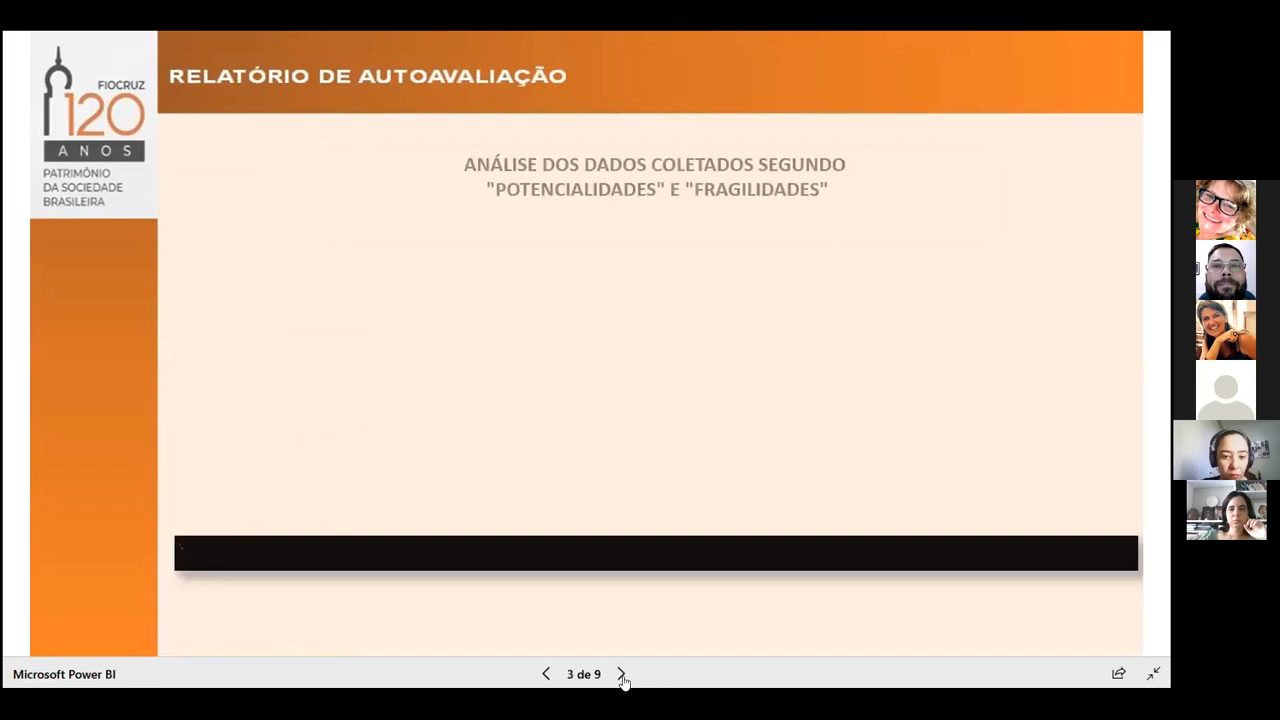 FIOCRUZ
120
ANOS
PATRIMÔNIO
DA SOCIEDADE
BRASILEIRA
RELATÓRIO DE AUTOAVALIAÇÃO
ANÁLISE DOS DADOS COLETADOS SEGUNDO
"POTENCIALIDADES" E "FRAGILIDADES"
Microsoft Power BI
3 de 9